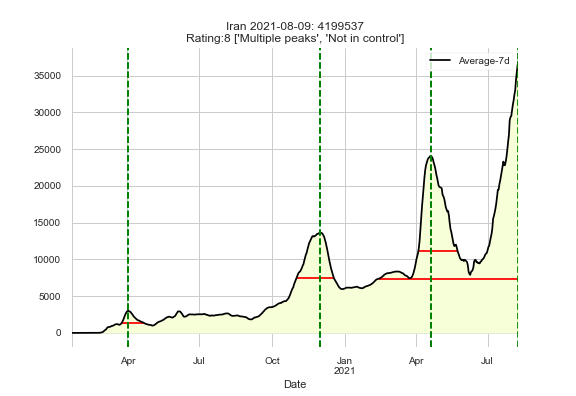 Iran 2021-08-09: 4199537
Rating:8 ['Multiple peaks', 'Not in control']
Average-7d
35000
30000
25000
20000
15000
10000
5000
0
Apr
Jul
Oct
Jan
2021
Apr
Jul
Date